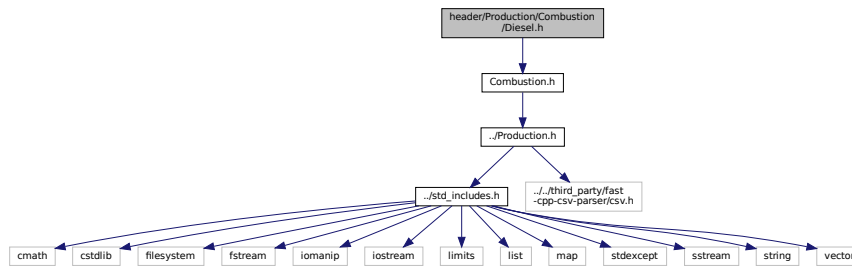 header/Production/Combustion
/Diesel.h
Combustion.h
../Production.h
../std_includes.h
../../third_party/fast
-cpp-csv-parser/csv.h
cmath
cstdlib
filesystem
fstream
iomanip
iostream
limits
list
map
stdexcept
sstream
string
vector